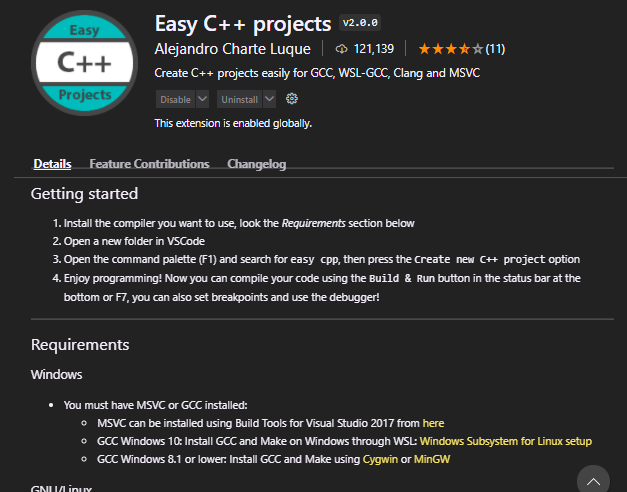 Easy
C++
Projects
Easy C++ projects v2.0.0
Alejandro Charte Luque 121,139 (11)
Create C++ projects easily for GCC, WSL-GCC, Clang and MSVC
Disable Uninstall
This extension is enabled globally.
Details Feature Contributions Changelog
Getting started
1. Install the compiler you want to use, look the Requirements section below
2. Open a new folder in VSCode
3. Open the command palette (F1) and search for easy cpp, then press the Create new C++ project option
4. Enjoy programming! Now you can compile your code using the Build & Run button in the status bar at the
bottom or F7, you can also set breakpoints and use the debugger!
Requirements
Windows
• You must have MSVC or GCC installed:
○ MSVC can be installed using Build Tools for Visual Studio 2017 from here
○ GCC Windows 10: Install GCC and Make on Windows through WSL: Windows Subsystem for Linux setup
○ GCC Windows 8.1 or lower: Install GCC and Make using Cygwin or MinGW
GNU/Linux